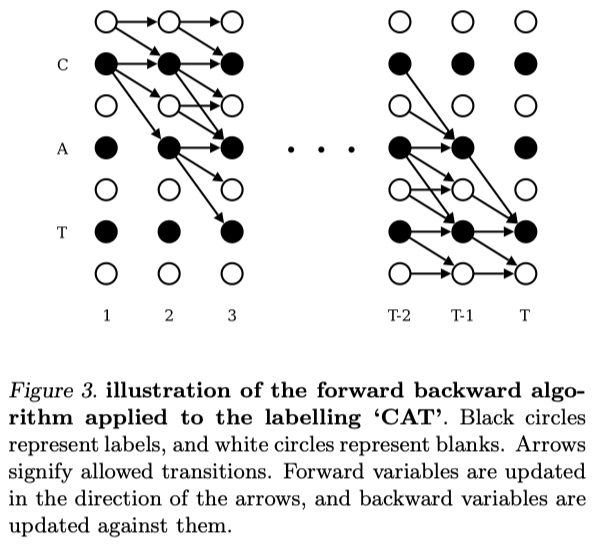 C
A
T
1 2 3 T-2 T-1 T
Figure 3. illustration of the forward backward algo-
rithm applied to the labelling ‘CAT’. Black circles
represent labels, and white circles represent blanks. Arrows
signify allowed transitions. Forward variables are updated
in the direction of the arrows, and backward variables are
updated against them.